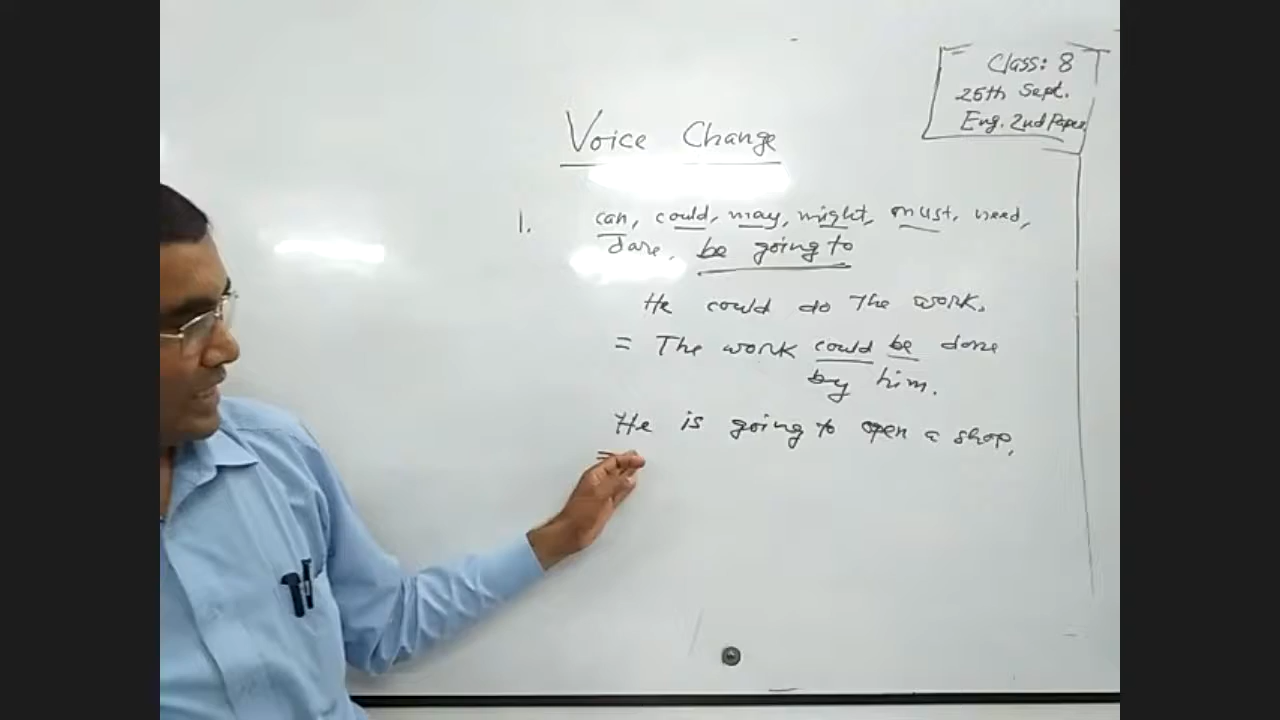 Class: 8
25th Sept.
Eng. 2nd Paper
Voice Change
1. can, could, may, might, must, need,
dare, be going to
He could do the work.
= The work could be done
by him.
He is going to open a shop.
=